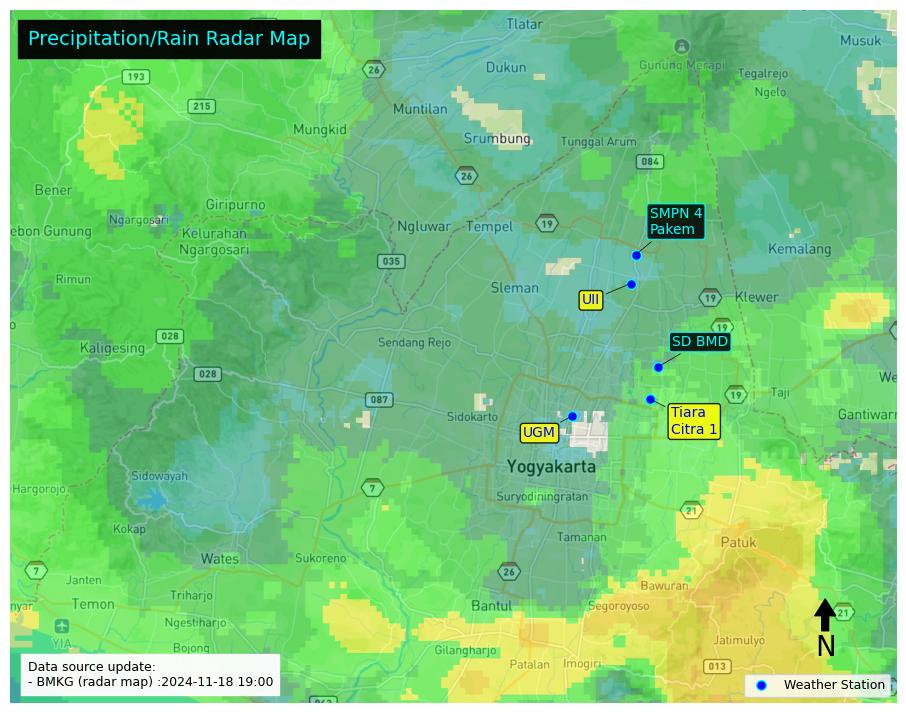 Precipitation/Rain Radar Map
Tlatar
Musuk
26
Gunung Merapi
Dukun
Tegalrejo
193
Ngelo
215
Muntilan
Mungkid
Srumbung
Tunggal Arum
084
26
Bener
Giripurno
SMPN 4
Pakem
Ngargosari
Ngluwar
Tempel
19
ebon Gunung
Kelurahan
Ngargosari
Kemalang
035
Rimun
Sleman
UII
19
Klewer
19
028
Kaligesing
Sendang Rejo
SD BMD
028
We
087
Taji
19
Sidokarto
Tiara
Citra 1
Gantiwarn
UGM
Yogyakarta
Sidowayah
Hargorojo
7
Suryodiningratan
21
Kokap
Tamanan
Patuk
Wates
Sukoreno
7
26
Janten
Bawuran
Triharjo
Temon
Bantul
Segoroyoso
nyar
21
Ngestiharjo
YIA
Jatimulyo
Bojong
Gilangharjo
N
Patalan
Imogiri
013
Data source update:
- BMKG (radar map) :2024-11-18 19:00
Weather Station